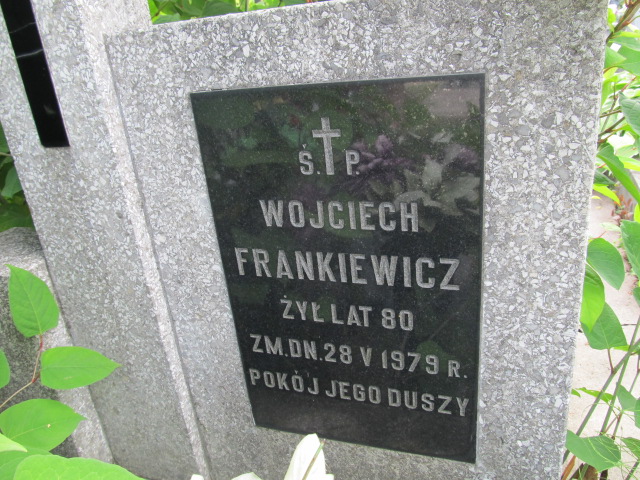 Ś.P.
WOJCIECH
FRANKIEWICZ
ŻYŁ LAT 80
ZM.DN.28 V 1979 R.
POKÓJ JEGO DUSZY